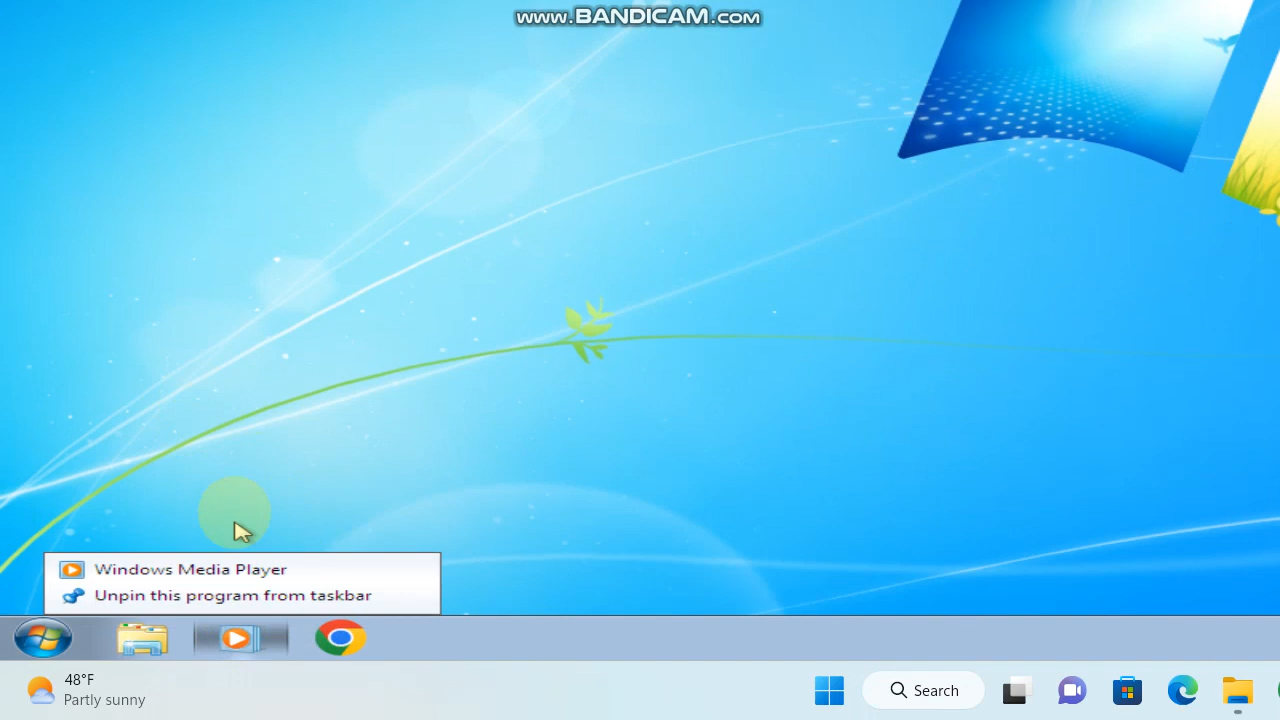 www.BANDICAM.com
Windows Media Player
Unpin this program from taskbar
48°F
Partly sunny
Search